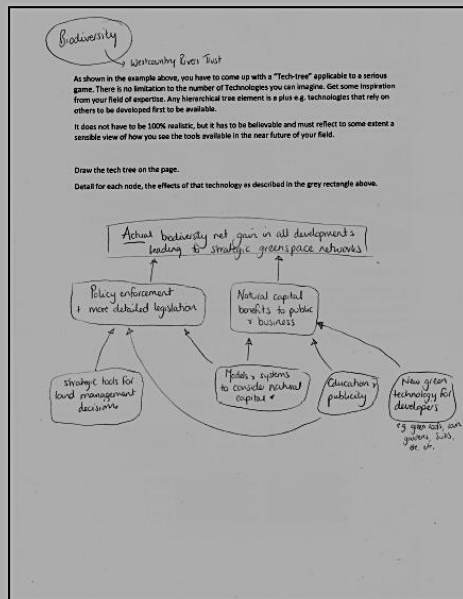 Biodiversity
Westcountry Rivers Trust
As shown in the example above, you have to come up with a "Tech-tree" applicable to a serious
game. There is no limitation to the number of Technologies you can imagine. Get some inspiration
from your field of expertise. Any hierarchical tree element is a plus e.g. technologies that rely on
others to be developed first to be available.
It does not have to be 100% realistic, but it has to be believable and must reflect to some extent a
sensible view of how you see the tools available in the near future of your field.
Draw the tech tree on the page.
Detail for each node, the effects of that technology as described in the grey rectangle above.
Actual biodiversity net gain in all developments
leading to strategic greenspace networks
Policy enforcement
+ more detailed legislation
Natural capital
benefits to public
& business
Strategic tools for
land management
decisions
Models & systems
to consider natural
capital
Education &
publicity
New green
technology for
developers
e.g. green roofs,
gardens, SuDS,
etc. etc.